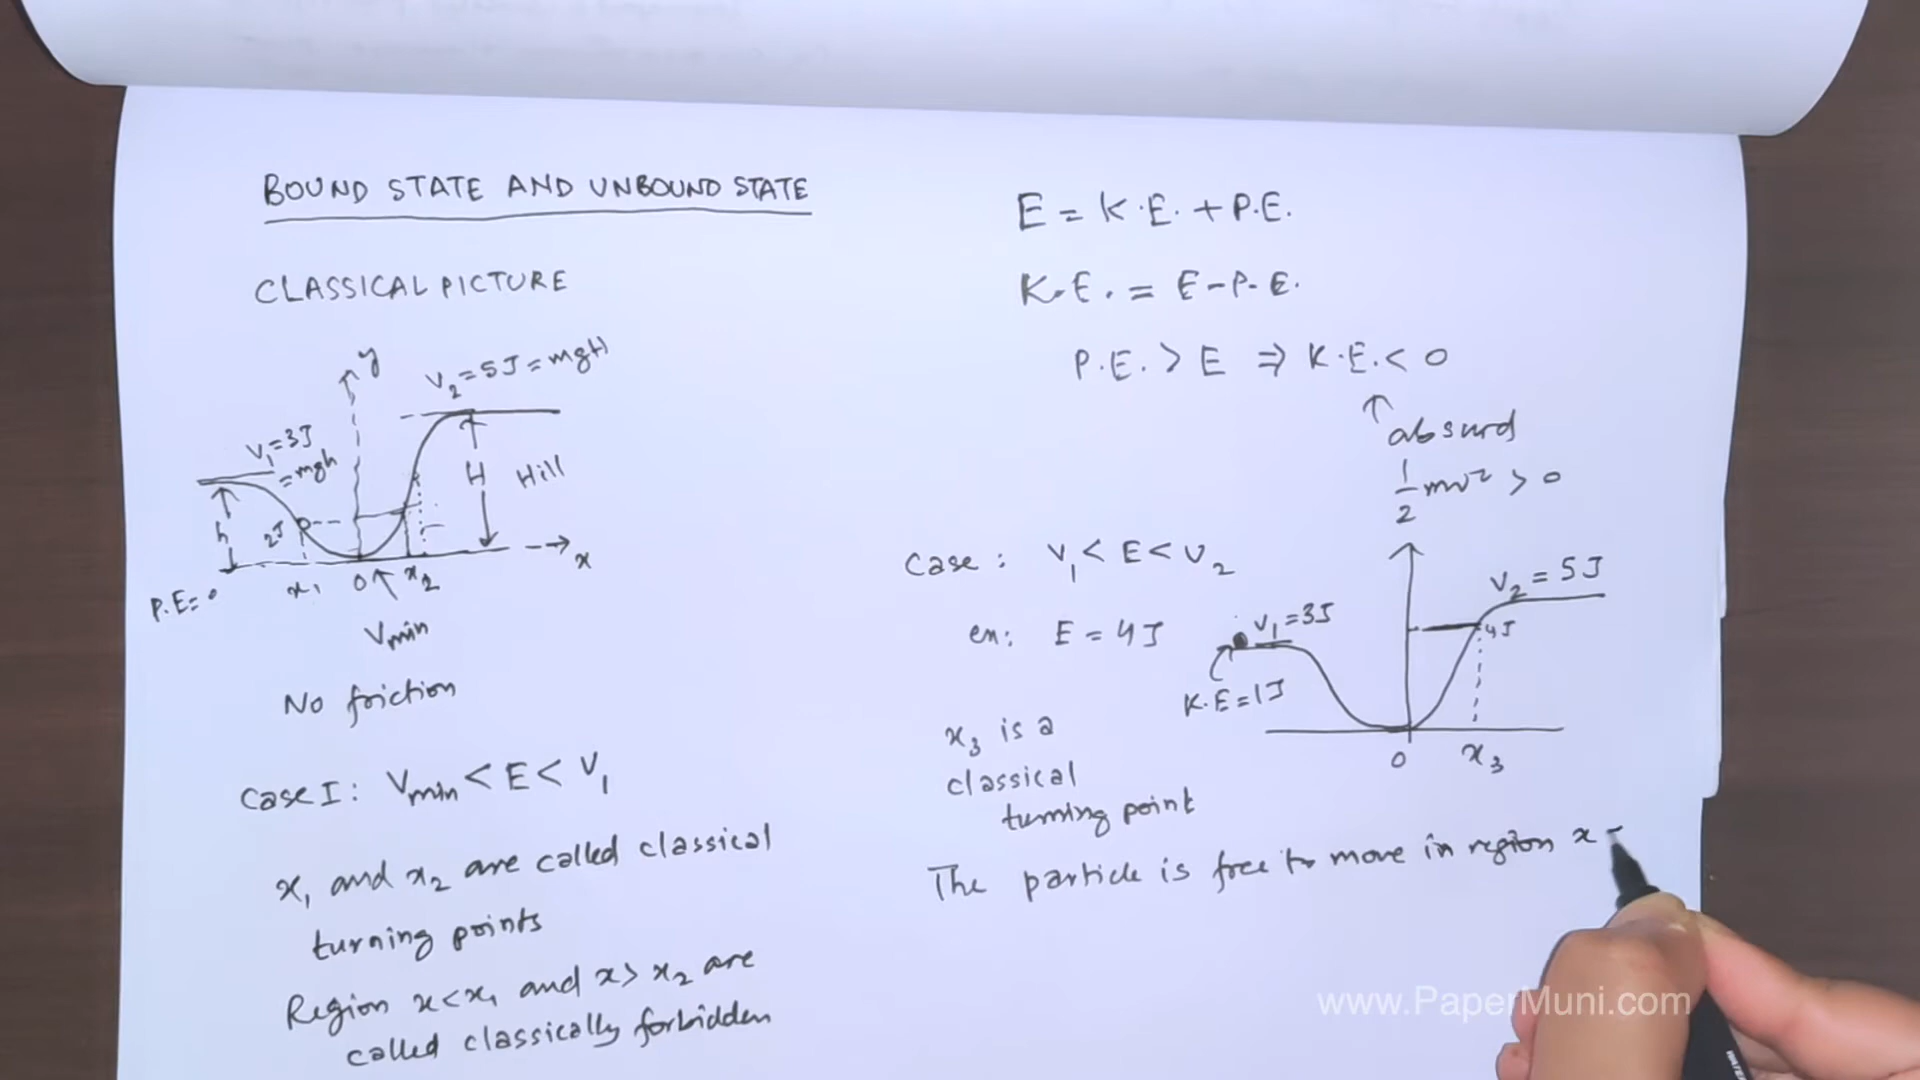 BOUND STATE AND UNBOUND STATE
CLASSICAL PICTURE
y
V₂ = 5J = mgH
V₁ = 3J
= mgh
H
Hill
h
2J
x
P.E = 0
x₁
0
x₂
Vmin
No friction
Case I: Vmin < E < V₁
x₁ and x₂ are called classical
turning points
Region x < x₁ and x > x₂ are
called classically forbidden
E = K.E. + P.E.
K.E. = E - P.E.
P.E. > E ⇒ K.E. < 0
absurd
1/2 mv² > 0
Case: V₁ < E < V₂
en: E = 4J
V₁ = 3J
V₂ = 5J
4J
K.E = 1J
0
x₃
x₃ is a
classical
turning point
The particle is free to move in region x
www.PaperMuni.com